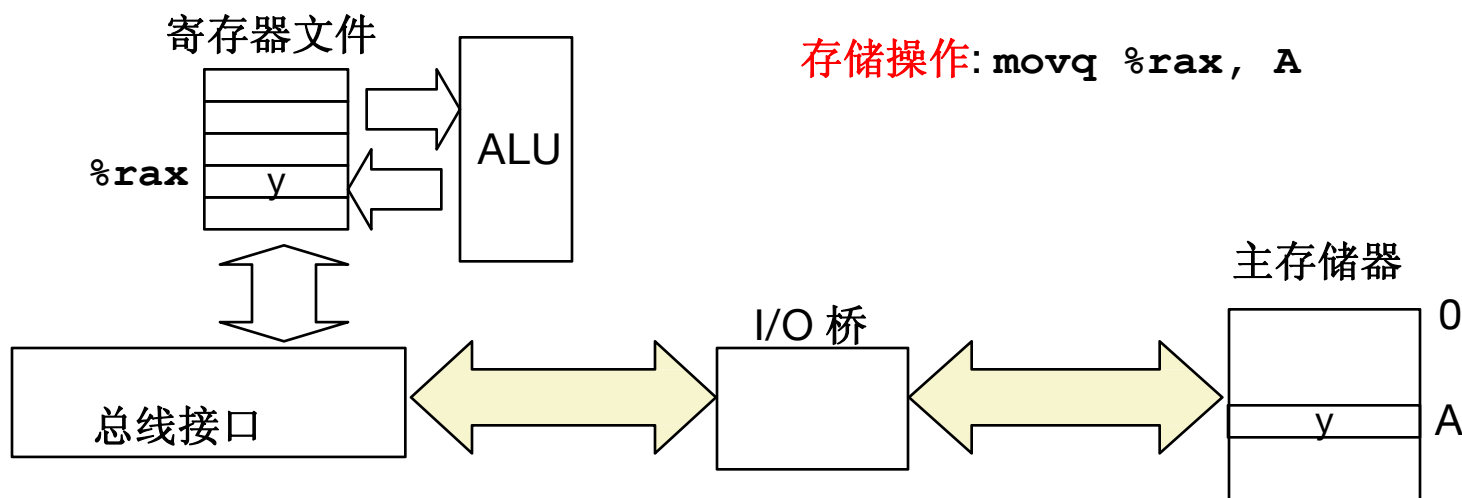 寄存器文件
存储操作: movq %rax, A
ALU
%rax
y
主存储器
I/O 桥
0
总线接口
y
A